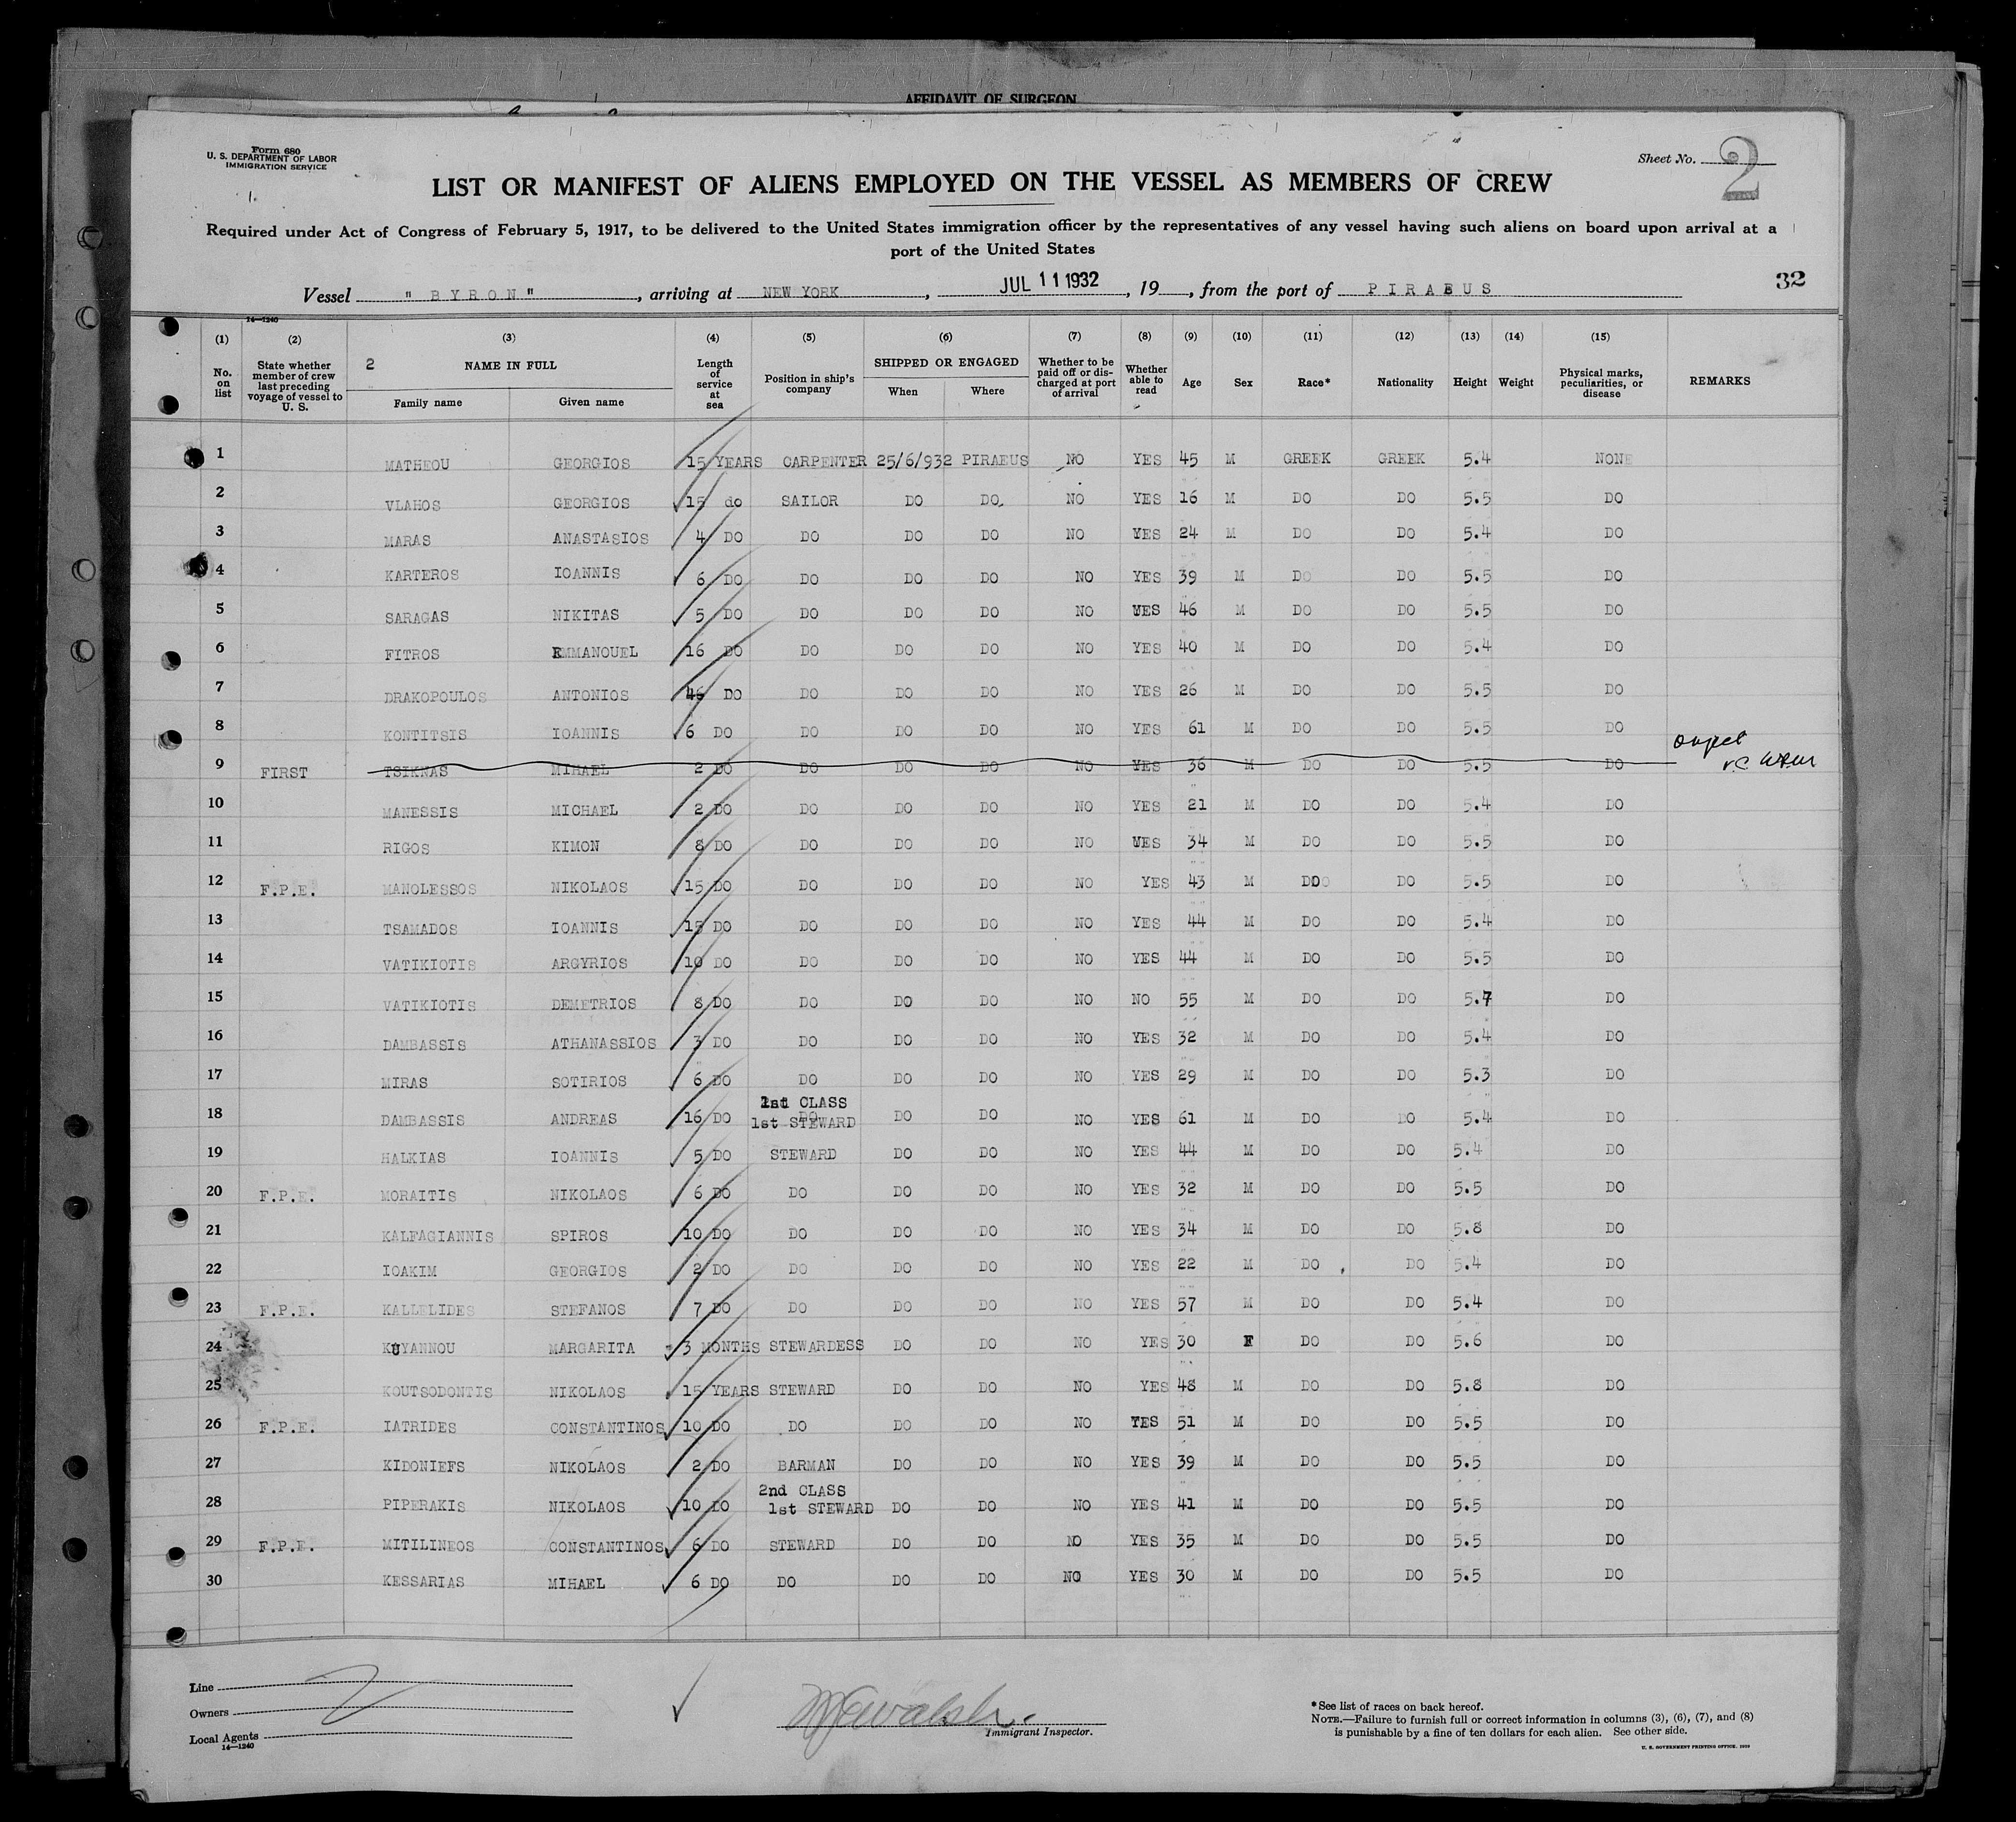 AFFIDAVIT OF SURGEON
Form 680
U. S. DEPARTMENT OF LABOR
IMMIGRATION SERVICE
Sheet No. 2
LIST OR MANIFEST OF ALIENS EMPLOYED ON THE VESSEL AS MEMBERS OF CREW
Required under Act of Congress of February 5, 1917, to be delivered to the United States immigration officer by the representatives of any vessel having such aliens on board upon arrival at a
port of the United States
32
Vessel " BYRON ", arriving at NEW YORK, JUL 11 1932, 19 , from the port of PIRAEUS
14—1240
(1) (2) (3) (4) (5) (6) (7) (8) (9) (10) (11) (12) (13) (14) (15)
No. on list State whether member of crew last preceding voyage of vessel to U. S. 2 NAME IN FULL Family name Given name Length of service at sea Position in ship's company SHIPPED OR ENGAGED When Where Whether to be paid off or discharged at port of arrival Whether able to read Age Sex Race* Nationality Height Weight Physical marks, peculiarities, or disease REMARKS
1 MATHEOU GEORGIOS 15 YEARS CARPENTER 25/6/932 PIRAEUS NO YES 45 M GREEK GREEK 5.4 NONE
2 VLAHOS GEORGIOS 15 do SAILOR DO DO. NO YES 16 M DO DO 5.5 DO
3 MARAS ANASTASIOS 4 DO DO DO DO NO YES 24 M DO DO 5.4 DO
4 KARTEROS IOANNIS 6 DO DO DO DO NO YES 39 M DO DO 5.5 DO
5 SARAGAS NIKITAS 5 DO DO DO DO NO YES 46 M DO DO 5.5 DO
6 FITROS EMMANOUEL 16 DO DO DO DO NO YES 40 M DO DO 5.4 DO
7 DRAKOPOULOS ANTONIOS DO DO DO DO NO YES 26 M DO DO 5.5 DO
8 KONTITSIS IOANNIS 6 DO DO DO DO NO YES 61 M DO DO 5.5 DO
9 FIRST TSIKNAS MIHAEL 2 DO DO DO DO NO YES 36 M DO DO 5.5 DO
10 MANESSIS MICHAEL 2 DO DO DO DO NO YES 21 M DO DO 5.4 DO
11 RIGOS KIMON 8 DO DO DO DO NO YES 34 M DO DO 5.5 DO
12 F.P.E. MANOLESSOS NIKOLAOS 15 DO DO DO DO NO YES 43 M DO DO 5.5 DO
13 TSAMADOS IOANNIS 15 DO DO DO DO NO YES 44 M DO DO 5.4 DO
14 VATIKIOTIS ARGYRIOS 10 DO DO DO DO NO YES 44 M DO DO 5.5 DO
15 VATIKIOTIS DEMETRIOS 8 DO DO DO DO NO NO 55 M DO DO 5.7 DO
16 DAMBASSIS ATHANASSIOS 3 DO DO DO DO NO YES 32 M DO DO 5.4 DO
17 MIRAS SOTIRIOS 6 DO DO DO DO NO YES 29 M DO DO 5.3 DO
18 DAMBASSIS ANDREAS 16 DO 1st CLASS 1st STEWARD DO DO NO YES 61 M DO DO 5.4 DO
19 HALKIAS IOANNIS 5 DO STEWARD DO DO NO YES 44 M DO DO 5.4 DO
20 F.P.E. MORAITIS NIKOLAOS 6 DO DO DO DO NO YES 32 M DO DO 5.5 DO
21 KALFAGIANNIS SPIROS 10 DO DO DO DO NO YES 34 M DO DO 5.8 DO
22 IOAKIM GEORGIOS 2 DO DO DO DO NO YES 22 M DO DO 5.4 DO
23 F.P.E. KALLELIDES STEFANOS 7 DO DO DO DO NO YES 57 M DO DO 5.4 DO
24 KUYANNOU MARGARITA 3 MONTHS STEWARDESS DO DO NO YES 30 F DO DO 5.6 DO
25 KOUTSODONTIS NIKOLAOS 15 YEARS STEWARD DO DO NO YES 48 M DO DO 5.8 DO
26 F.P.E. IATRIDES CONSTANTINOS 10 DO DO DO DO NO YES 51 M DO DO 5.5 DO
27 KIDONIEFS NIKOLAOS 2 DO BARMAN DO DO NO YES 39 M DO DO 5.5 DO
28 PIPERAKIS NIKOLAOS 10 DO 2nd CLASS 1st STEWARD DO DO NO YES 41 M DO DO 5.5 DO
29 F.P.E. MITILINEOS CONSTANTINOS 6 DO STEWARD DO DO NO YES 35 M DO DO 5.5 DO
30 KESSARIAS MIHAEL 6 DO DO DO DO NO YES 30 M DO DO 5.5 DO
Line
Owners
Local Agents
14—1240
Walsh.
Immigrant Inspector.
*See list of races on back hereof.
NOTE.—Failure to furnish full or correct information in columns (3), (6), (7), and (8)
is punishable by a fine of ten dollars for each alien. See other side.
U. S. GOVERNMENT PRINTING OFFICE.